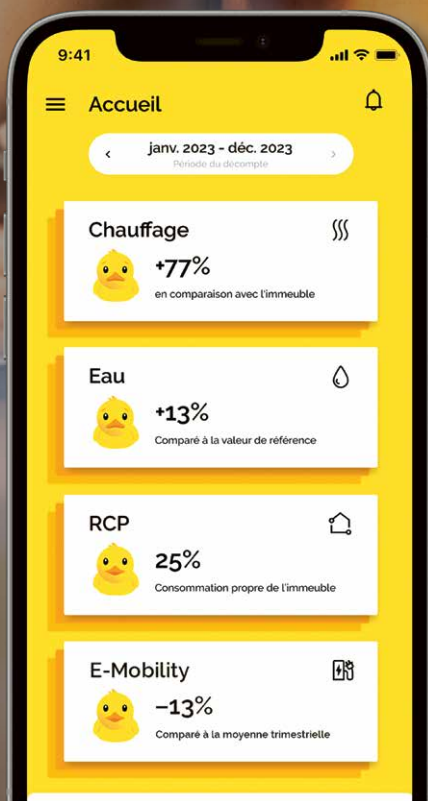 9:41
Accueil
janv. 2023 - déc. 2023
Période du décompte
Chauffage
+77%
en comparaison avec l'immeuble
Eau
+13%
Comparé à la valeur de référence
RCP
25%
Consommation propre de l'immeuble
E-Mobility
-13%
Comparé à la moyenne trimestrielle